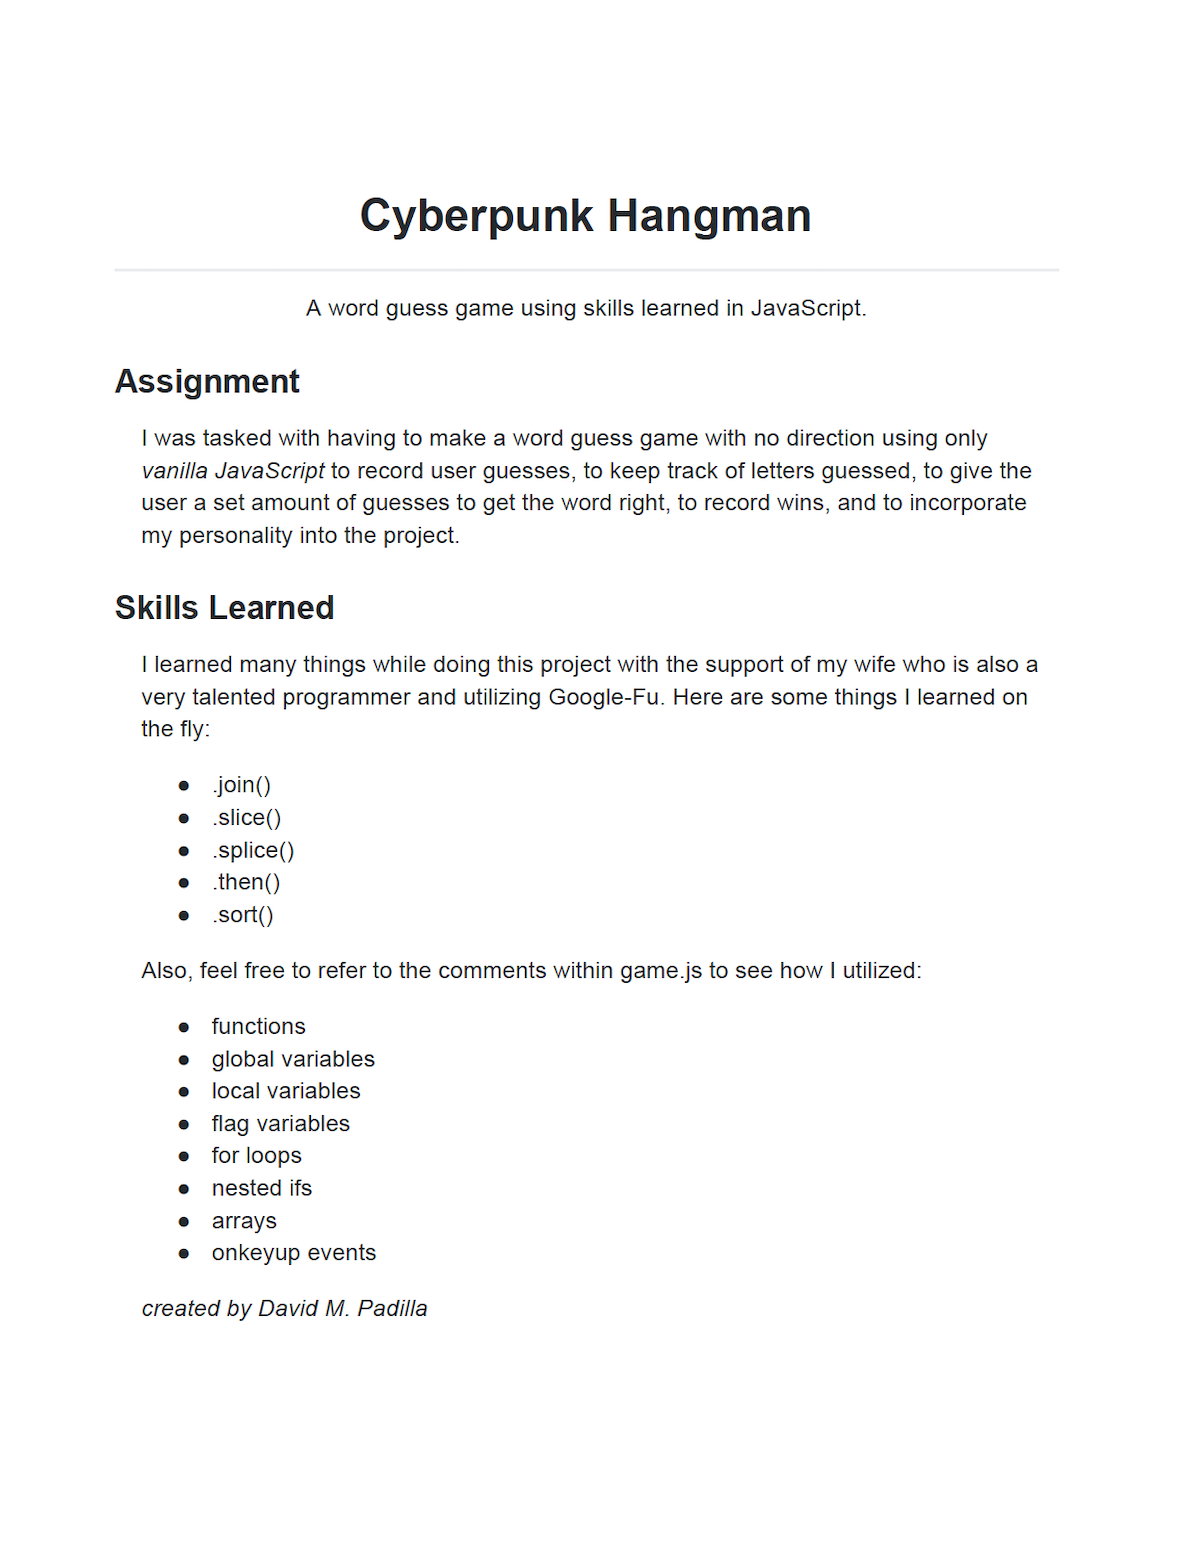 Cyberpunk Hangman
A word guess game using skills learned in JavaScript.
Assignment
I was tasked with having to make a word guess game with no direction using only
vanilla JavaScript to record user guesses, to keep track of letters guessed, to give the
user a set amount of guesses to get the word right, to record wins, and to incorporate
my personality into the project.
Skills Learned
I learned many things while doing this project with the support of my wife who is also a
very talented programmer and utilizing Google-Fu. Here are some things I learned on
the fly:
● .join()
● .slice()
● .splice()
● .then()
● .sort()
Also, feel free to refer to the comments within game.js to see how I utilized:
● functions
● global variables
● local variables
● flag variables
● for loops
● nested ifs
● arrays
● onkeyup events
created by David M. Padilla